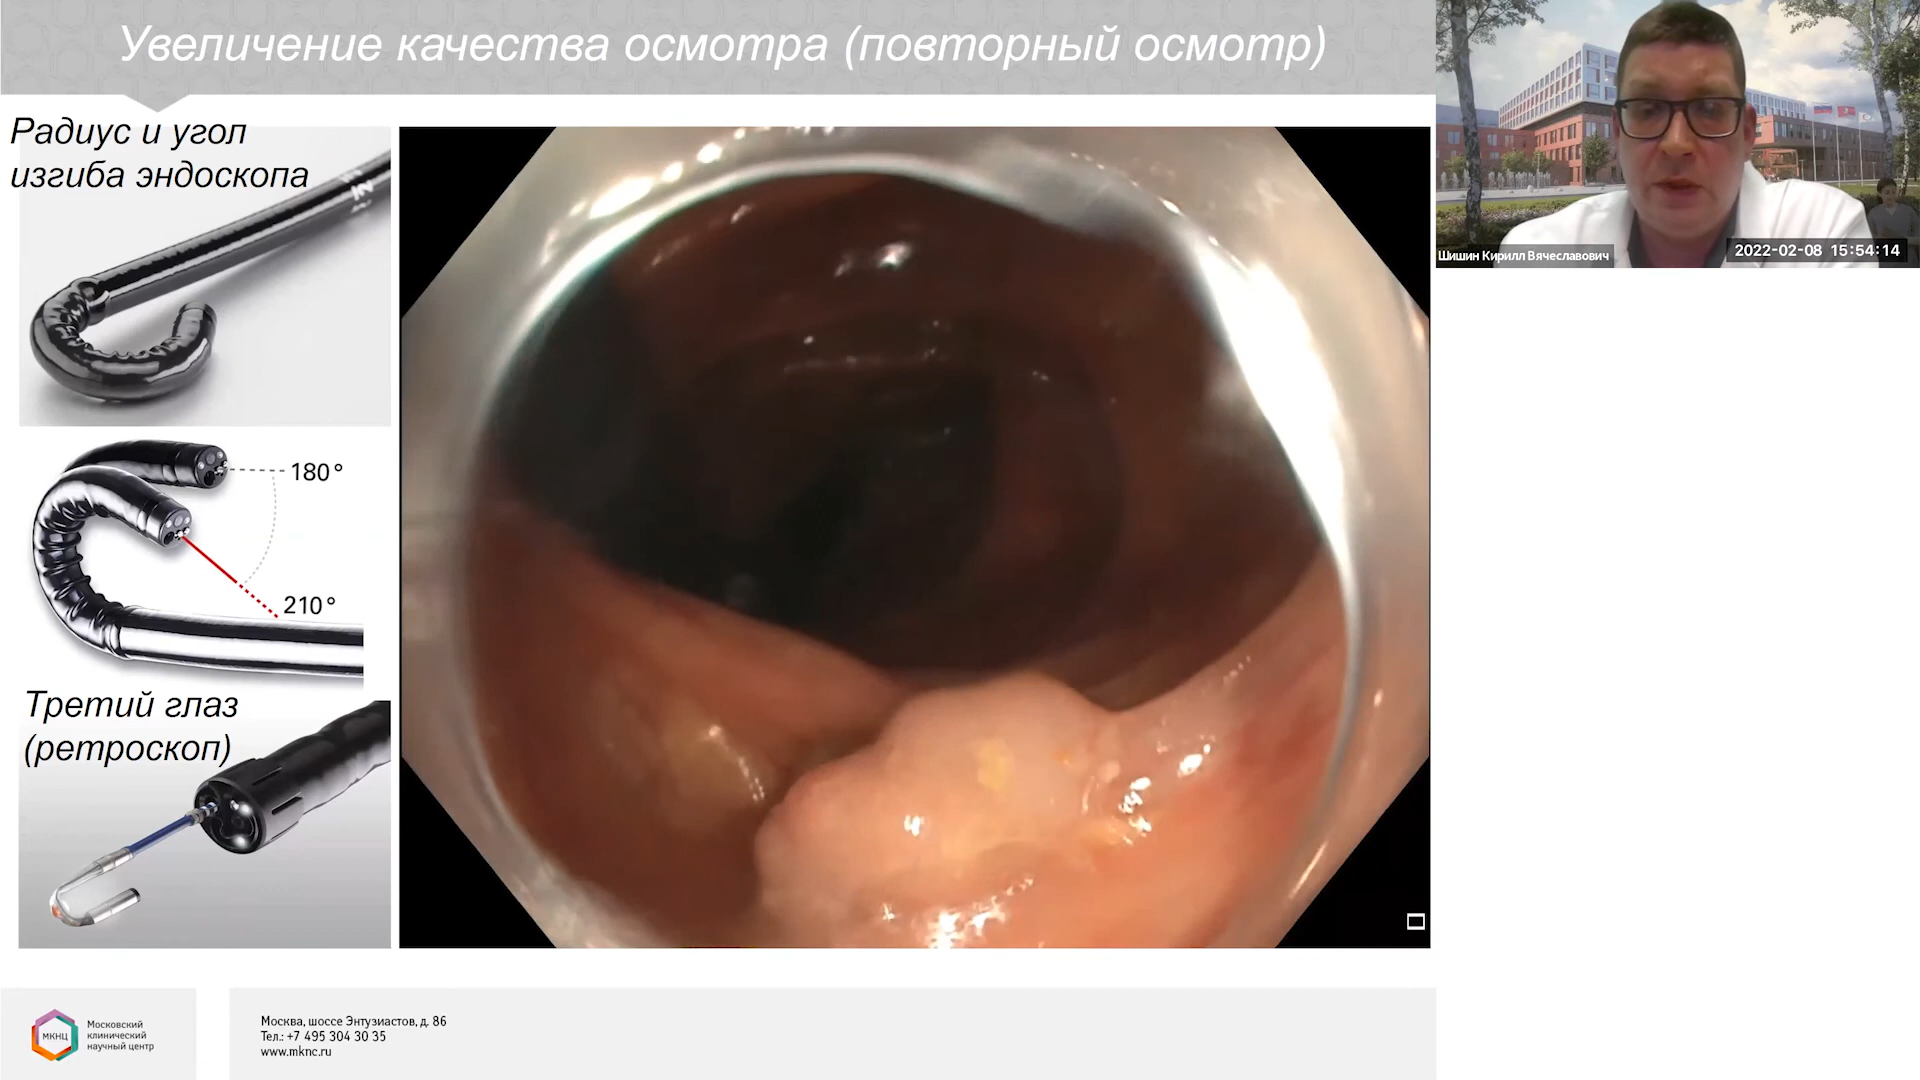 Увеличение качества осмотра (повторный осмотр)
Радиус и угол
изгиба эндоскопа
180°
210°
Третий глаз
(ретроскоп)
Шишин Кирилл Вячеславович
2022-02-08 15:54:14
МКНЦ
Московский
клинический
научный центр
Москва, шоссе Энтузиастов, д. 86
Тел.: +7 495 304 30 35
www.mknc.ru